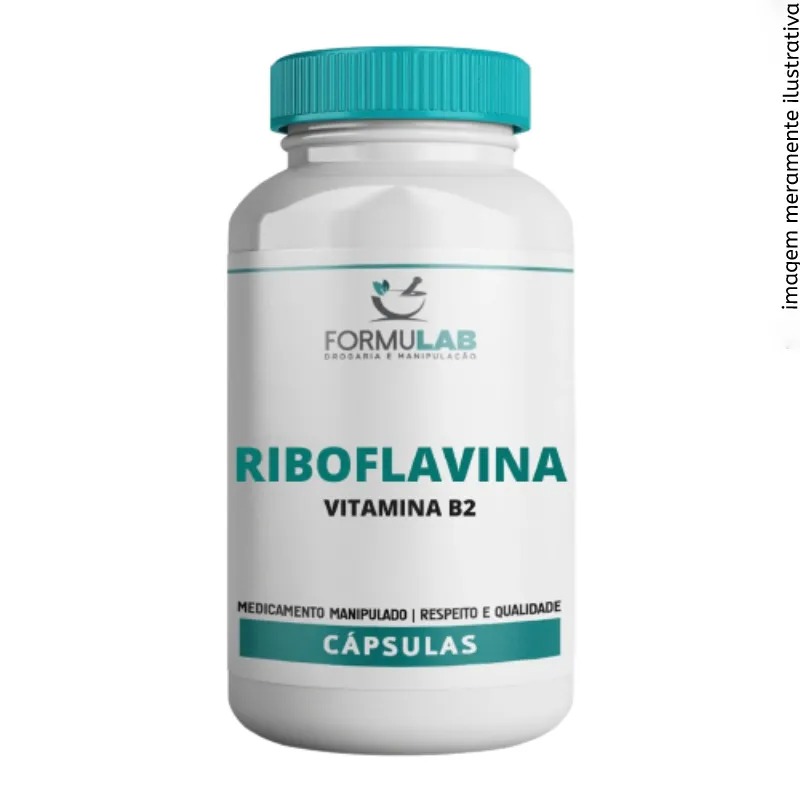 FORMULAB
DROGARIA E MANIPULAÇÃO
RIBOFLAVINA
VITAMINA B2
MEDICAMENTO MANIPULADO | RESPEITO E QUALIDADE
CÁPSULAS
imagem meramente ilustrativa